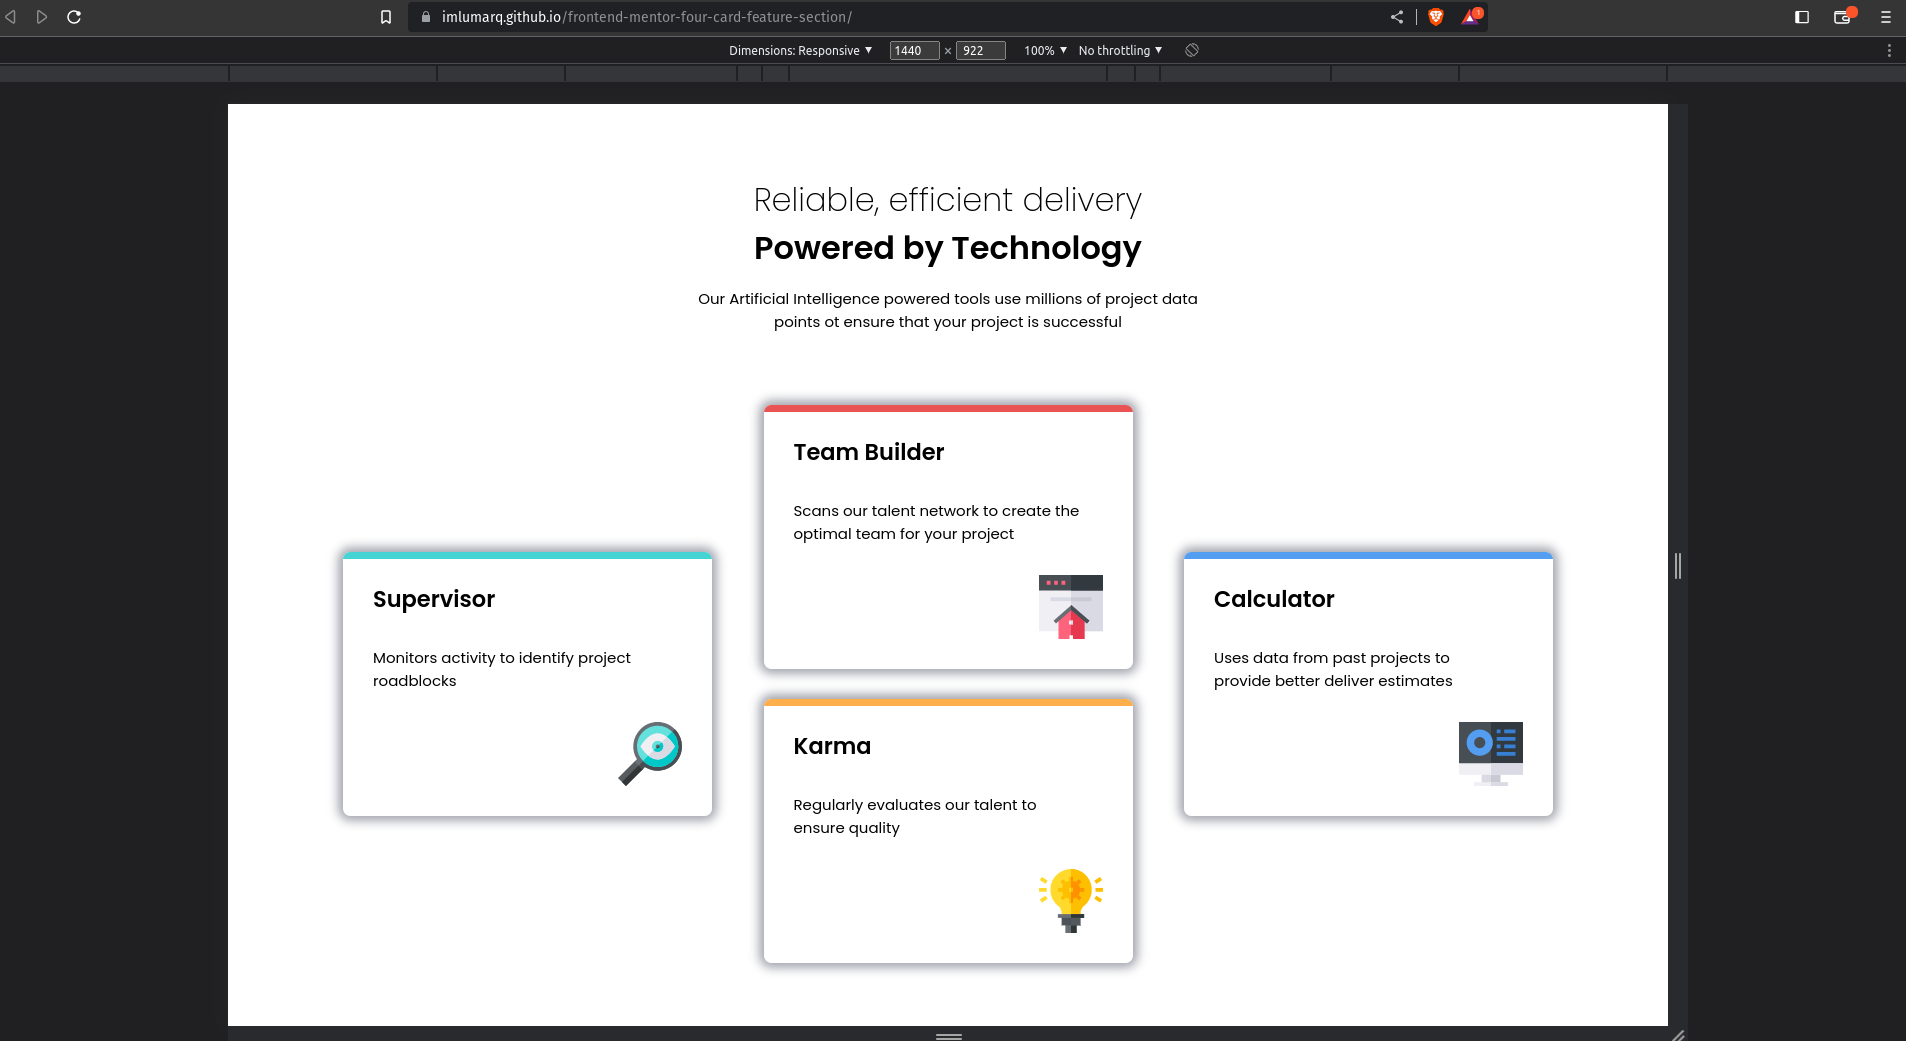 imlumarq.github.io/frontend-mentor-four-card-feature-section/
1
Dimensions: Responsive ▼ 1440 × 922 100% ▼ No throttling ▼
Reliable, efficient delivery
Powered by Technology
Our Artificial Intelligence powered tools use millions of project data
points ot ensure that your project is successful
Team Builder
Scans our talent network to create the
optimal team for your project
Supervisor
Monitors activity to identify project
roadblocks
Calculator
Uses data from past projects to
provide better deliver estimates
Karma
Regularly evaluates our talent to
ensure quality